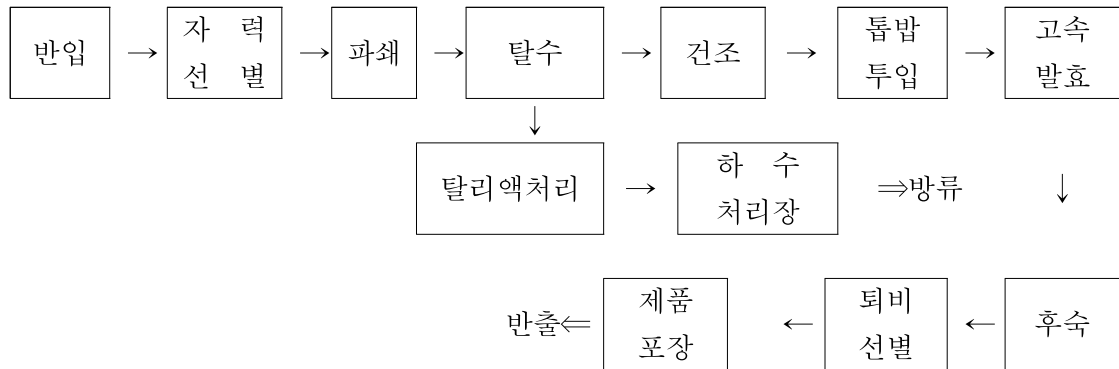 반입 → 자 력 선 별 → 파쇄 → 탈수 → 건조 → 톱밥 투입 → 고속 발효
↓
탈리액처리 → 하 수 처리장 ⇒방류 ↓
반출⇐ 제품 포장 ← 퇴비 선별 ← 후숙